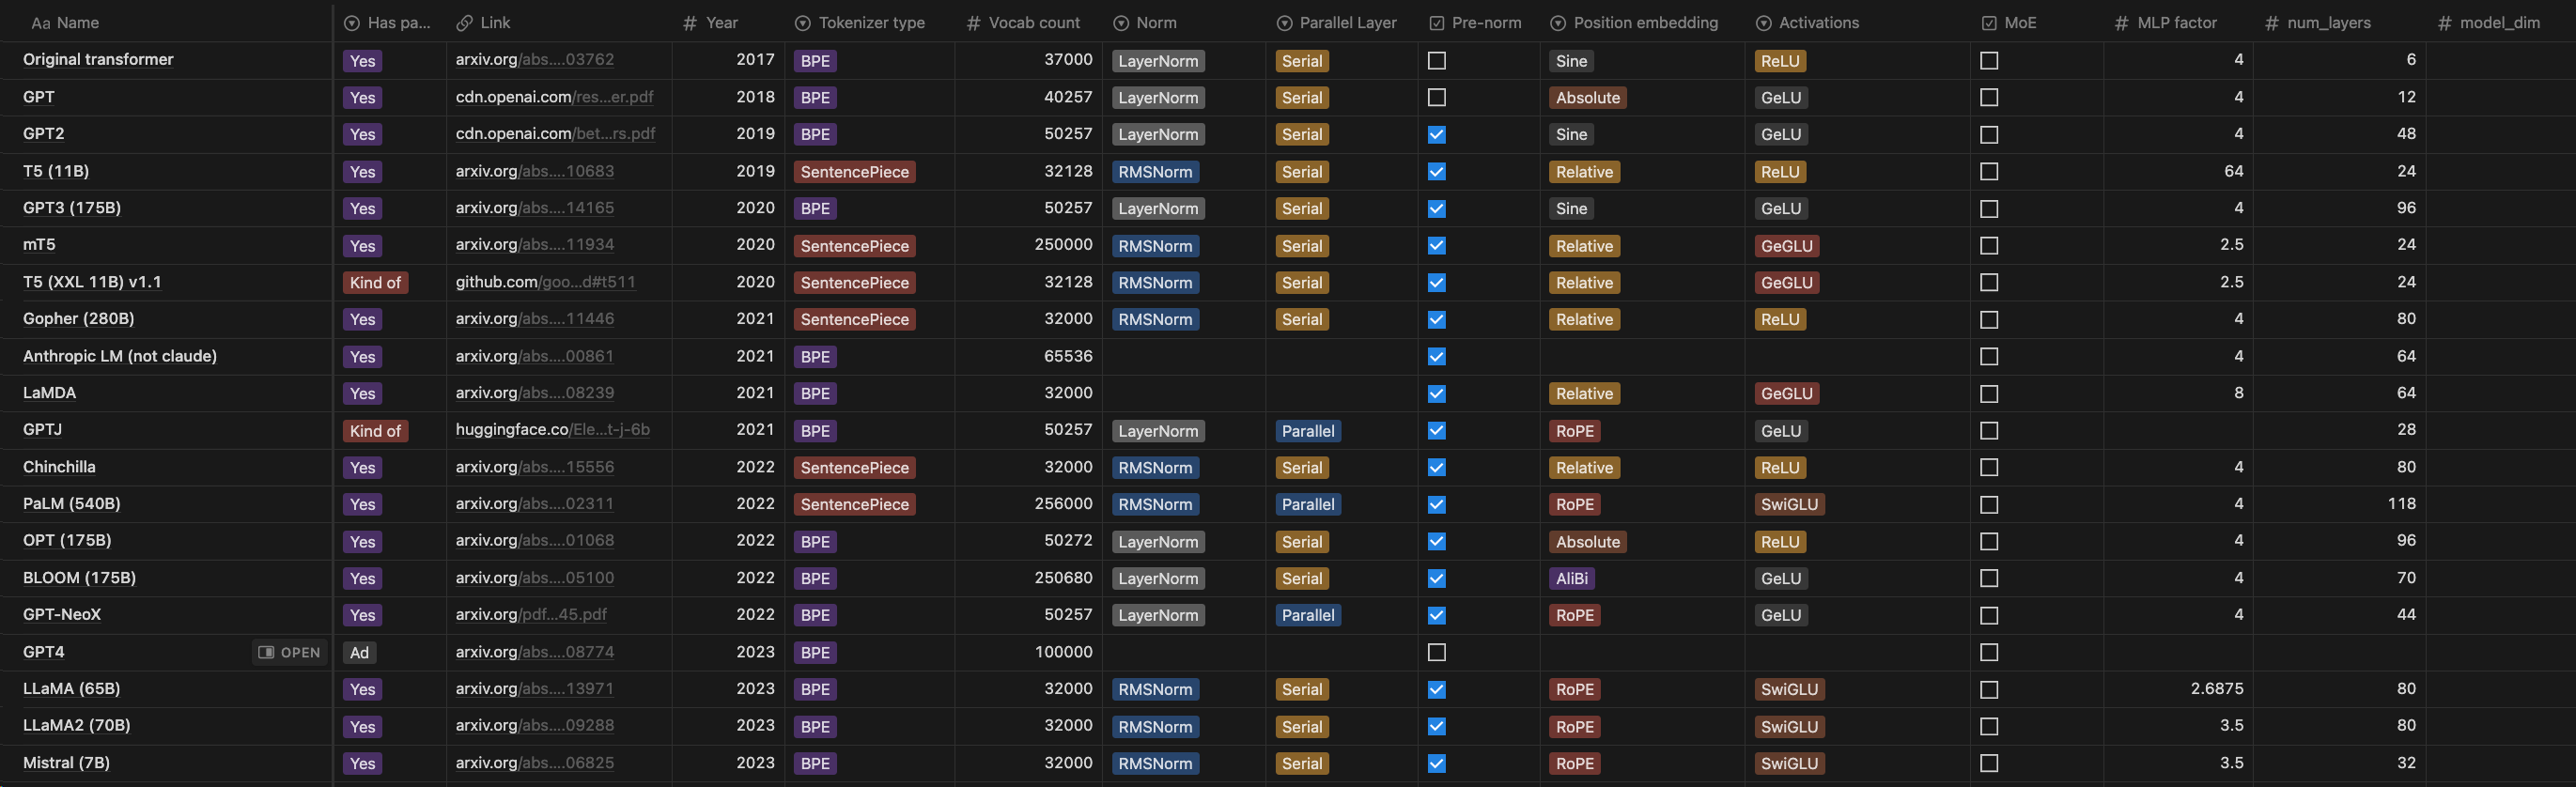 Aa Name Has pa... Link # Year Tokenizer type # Vocab count Norm Parallel Layer Pre-norm Position embedding Activations MoE # MLP factor # num_layers # model_dim
Original transformer Yes arxiv.org/abs....03762 2017 BPE 37000 LayerNorm Serial Sine ReLU 4 6
GPT Yes cdn.openai.com/res...er.pdf 2018 BPE 40257 LayerNorm Serial Absolute GeLU 4 12
GPT2 Yes cdn.openai.com/bet...rs.pdf 2019 BPE 50257 LayerNorm Serial Sine GeLU 4 48
T5 (11B) Yes arxiv.org/abs....10683 2019 SentencePiece 32128 RMSNorm Serial Relative ReLU 64 24
GPT3 (175B) Yes arxiv.org/abs....14165 2020 BPE 50257 LayerNorm Serial Sine GeLU 4 96
mT5 Yes arxiv.org/abs....11934 2020 SentencePiece 250000 RMSNorm Serial Relative GeGLU 2.5 24
T5 (XXL 11B) v1.1 Kind of github.com/goo...d#t511 2020 SentencePiece 32128 RMSNorm Serial Relative GeGLU 2.5 24
Gopher (280B) Yes arxiv.org/abs....11446 2021 SentencePiece 32000 RMSNorm Serial Relative ReLU 4 80
Anthropic LM (not claude) Yes arxiv.org/abs....00861 2021 BPE 65536 4 64
LaMDA Yes arxiv.org/abs....08239 2021 BPE 32000 Relative GeGLU 8 64
GPTJ Kind of huggingface.co/Ele...t-j-6b 2021 BPE 50257 LayerNorm Parallel RoPE GeLU 28
Chinchilla Yes arxiv.org/abs....15556 2022 SentencePiece 32000 RMSNorm Serial Relative ReLU 4 80
PaLM (540B) Yes arxiv.org/abs....02311 2022 SentencePiece 256000 RMSNorm Parallel RoPE SwiGLU 4 118
OPT (175B) Yes arxiv.org/abs....01068 2022 BPE 50272 LayerNorm Serial Absolute ReLU 4 96
BLOOM (175B) Yes arxiv.org/abs....05100 2022 BPE 250680 LayerNorm Serial AliBi GeLU 4 70
GPT-NeoX Yes arxiv.org/pdf...45.pdf 2022 BPE 50257 LayerNorm Parallel RoPE GeLU 4 44
GPT4 OPEN Ad arxiv.org/abs....08774 2023 BPE 100000
LLaMA (65B) Yes arxiv.org/abs....13971 2023 BPE 32000 RMSNorm Serial RoPE SwiGLU 2.6875 80
LLaMA2 (70B) Yes arxiv.org/abs....09288 2023 BPE 32000 RMSNorm Serial RoPE SwiGLU 3.5 80
Mistral (7B) Yes arxiv.org/abs....06825 2023 BPE 32000 RMSNorm Serial RoPE SwiGLU 3.5 32